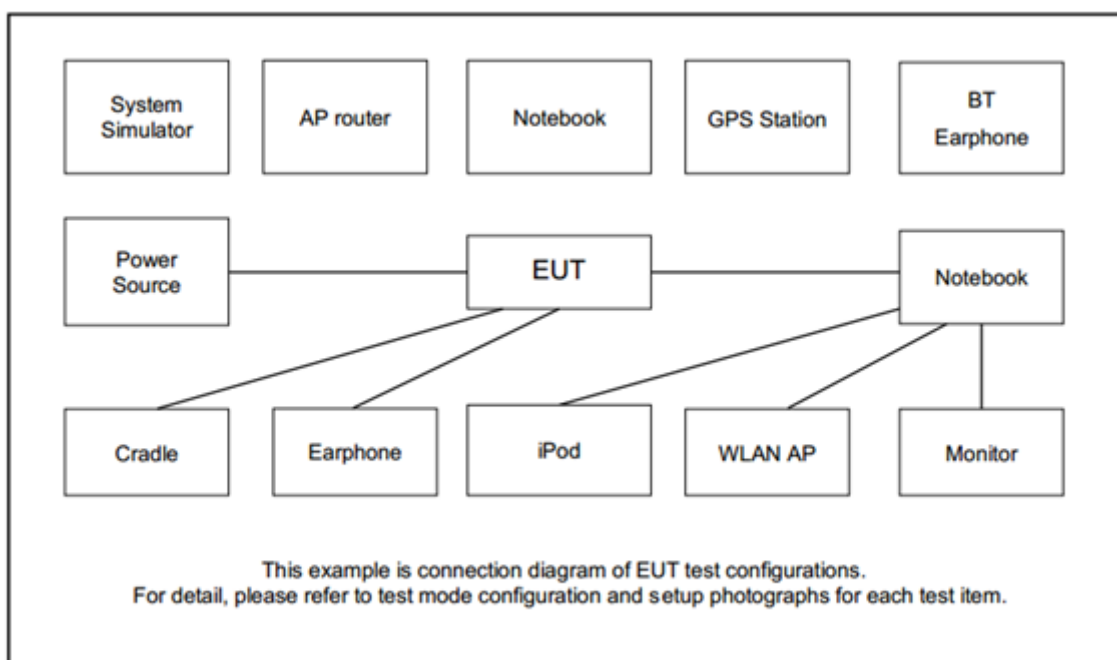 System
Simulator
AP router
Notebook
GPS Station
BT
Earphone
Power
Source
EUT
Notebook
Cradle
Earphone
iPod
WLAN AP
Monitor
This example is connection diagram of EUT test configurations.
For detail, please refer to test mode configuration and setup photographs for each test item.